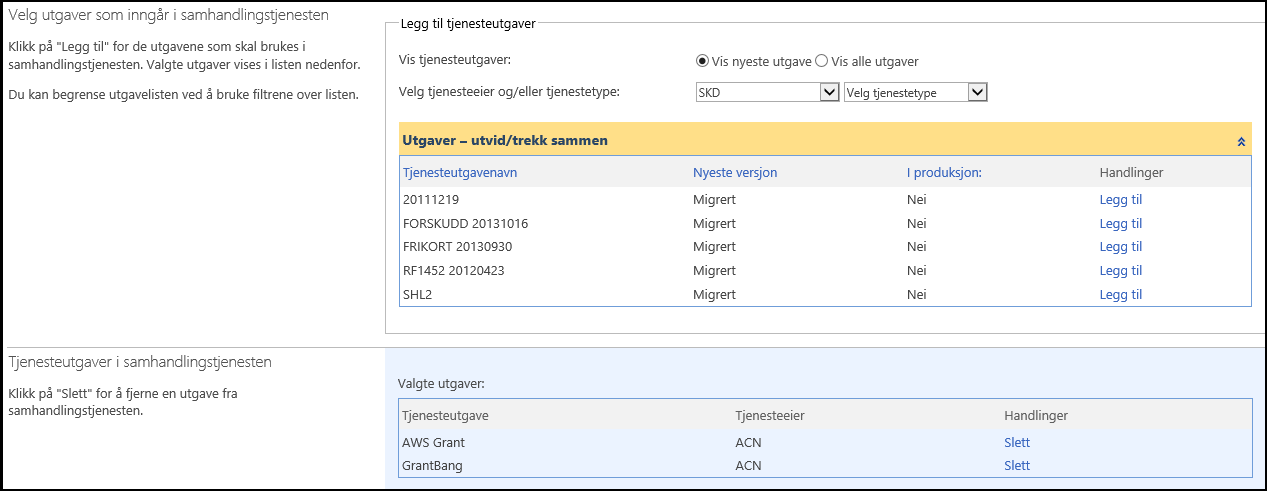 Velg utgaver som inngår i samhandlingstjenesten
Klikk på "Legg til" for de utgavene som skal brukes i
samhandlingstjenesten. Valgte utgaver vises i listen nedenfor.
Du kan begrense utgavelisten ved å bruke filtrene over listen.
Legg til tjenesteutgaver
Vis tjenesteutgaver: Vis nyeste utgave Vis alle utgaver
Velg tjenesteeier og/eller tjenestetype: SKD Velg tjenestetype
Utgaver – utvid/trekk sammen
Tjenesteutgavenavn Nyeste versjon I produksjon: Handlinger
20111219 Migrert Nei Legg til
FORSKUDD 20131016 Migrert Nei Legg til
FRIKORT 20130930 Migrert Nei Legg til
RF1452 20120423 Migrert Nei Legg til
SHL2 Migrert Nei Legg til
Tjenesteutgaver i samhandlingstjenesten
Klikk på "Slett" for å fjerne en utgave fra
samhandlingstjenesten.
Valgte utgaver:
Tjenesteutgave Tjenesteeier Handlinger
AWS Grant ACN Slett
GrantBang ACN Slett